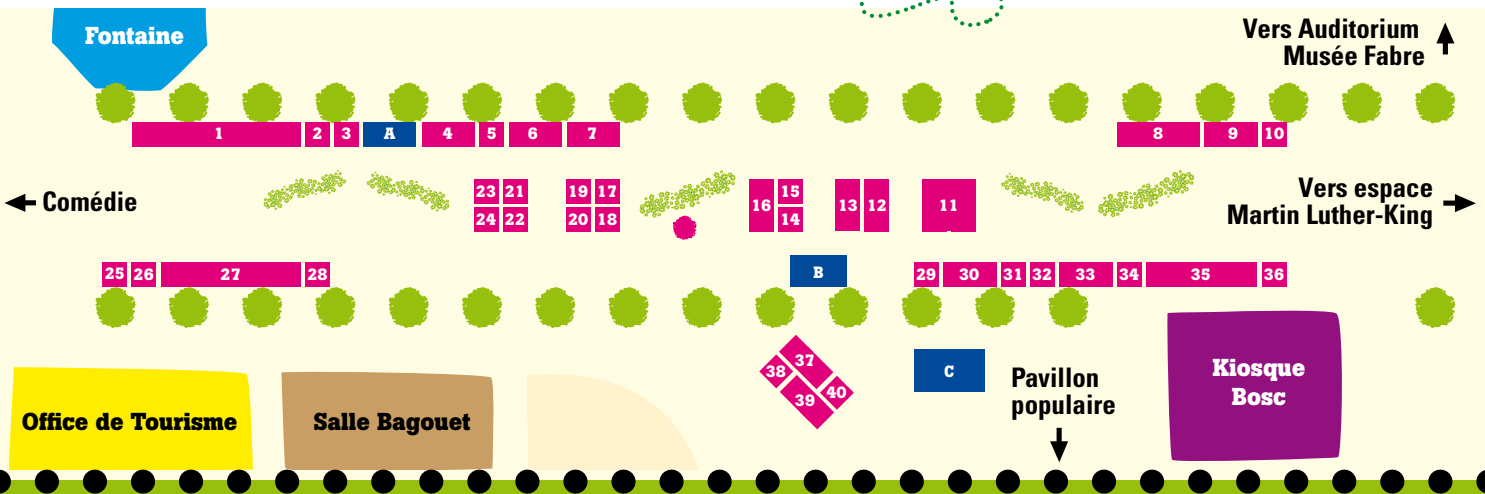 Fontaine
Vers Auditorium
Musée Fabre
1 2 3 A 4 5 6 7 8 9 10
Comédie
23 21 19 17 15
16 13 12 11
24 22 20 18 14
Vers espace
Martin Luther-King
25 26 27 28 B 29 30 31 32 33 34 35 36
37
38
39
40
C
Pavillon
populaire
Kiosque
Bosc
Office de Tourisme
Salle Bagouet